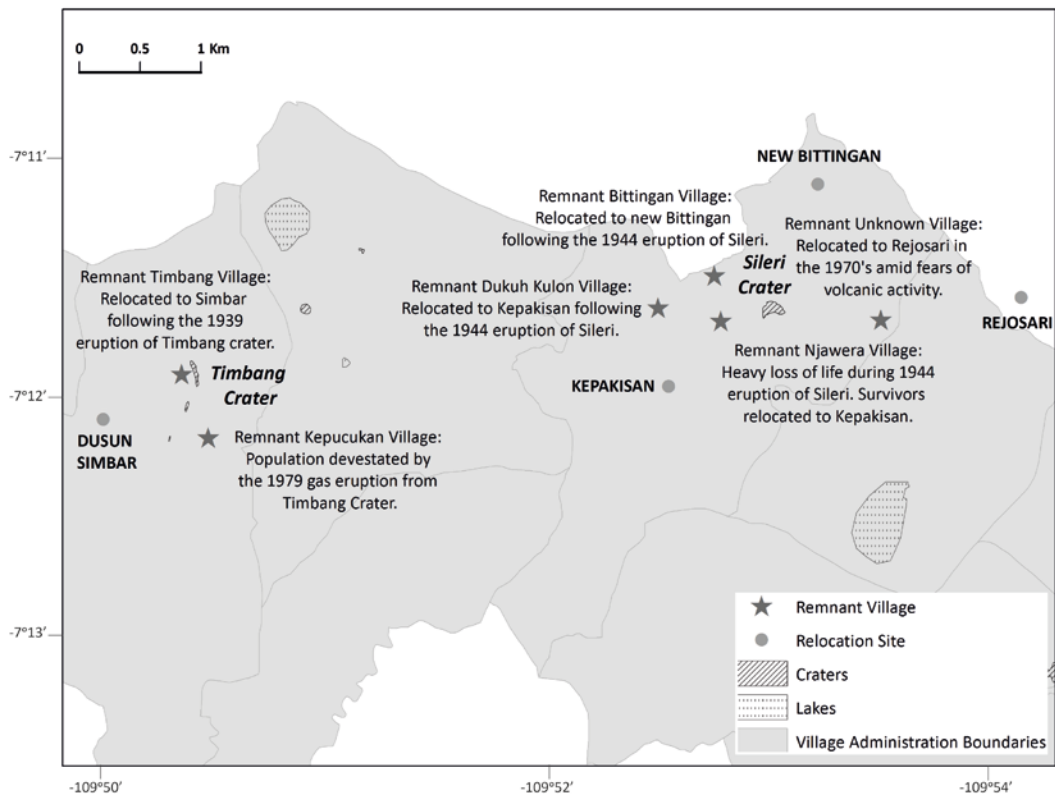 0 0.5 1 Km
-7°11'
NEW BITTINGAN
Remnant Bittingan Village:
Relocated to new Bittingan
following the 1944 eruption of Sileri.
Remnant Unknown Village:
Relocated to Rejosari in
the 1970's amid fears of
volcanic activity.
Sileri
Crater
Remnant Timbang Village:
Relocated to Simbar
following the 1939
eruption of Timbang crater.
Remnant Dukuh Kulon Village:
Relocated to Kepakisan following
the 1944 eruption of Sileri.
REJOSARI
Remnant Njawera Village:
Heavy loss of life during 1944
eruption of Sileri. Survivors
relocated to Kepakisan.
Timbang
Crater
KEPAKISAN
-7°12'
DUSUN
SIMBAR
Remnant Kepucukan Village:
Population devestated by
the 1979 gas eruption from
Timbang Crater.
-7°13'
Remnant Village
Relocation Site
Craters
Lakes
Village Administration Boundaries
-109°50' -109°52' -109°54'